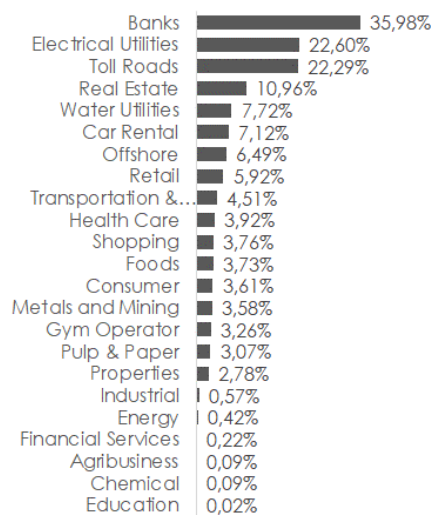 Banks 35,98%
Electrical Utilities 22,60%
Toll Roads 22,29%
Real Estate 10,96%
Water Utilities 7,72%
Car Rental 7,12%
Offshore 6,49%
Retail 5,92%
Transportation &... 4,51%
Health Care 3,92%
Shopping 3,76%
Foods 3,73%
Consumer 3,61%
Metals and Mining 3,58%
Gym Operator 3,26%
Pulp & Paper 3,07%
Properties 2,78%
Industrial 0,57%
Energy 0,42%
Financial Services 0,22%
Agribusiness 0,09%
Chemical 0,09%
Education 0,02%